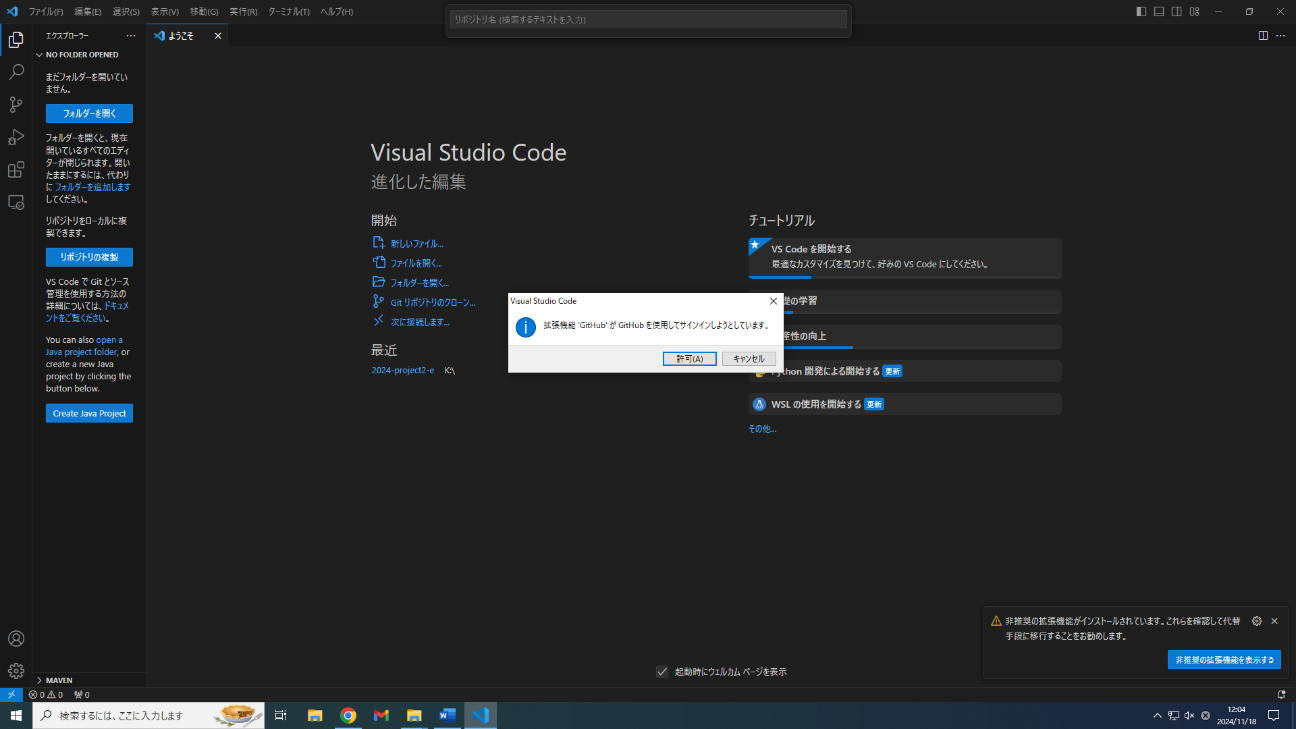 ファイル(F) 編集(E) 選択(S) 表示(V) 移動(G) 実行(R) ターミナル(T) ヘルプ(H)
リポジトリ名 (検索するテキストを入力)
エクスプローラー
ようこそ
NO FOLDER OPENED
まだフォルダーを開いてい
ません。
フォルダーを開く
フォルダーを開くと、現在
開いているすべてのエディ
ターが閉じられます。開い
たままにするには、代わり
に フォルダーを追加します
してください。
リポジトリをローカルに複
製できます。
リポジトリの複製
VS Code で Git とソース
管理を使用する方法の
詳細については、ドキュメ
ントをご覧ください。
You can also open a
Java project folder, or
create a new Java
project by clicking the
button below.
Create Java Project
MAVEN
Visual Studio Code
進化した編集
開始
新しいファイル...
ファイルを開く...
フォルダーを開く...
Git リポジトリのクローン...
次に接続します...
最近
2024-project2-e K:\
チュートリアル
VS Code を開始する
最適なカスタマイズを見つけて、好みの VS Code にしてください。
の学習
産性の向上
Python 開発による開始する 更新
WSL の使用を開始する 更新
その他...
Visual Studio Code
拡張機能 'GitHub' が GitHub を使用してサインインしようとしています。
許可(A) キャンセル
起動時にウェルカム ページを表示
非推奨の拡張機能がインストールされています。これらを確認して代替
手段に移行することをお勧めします。
非推奨の拡張機能を表示する
0 0 0
検索するには、ここに入力します
12:04
2024/11/18